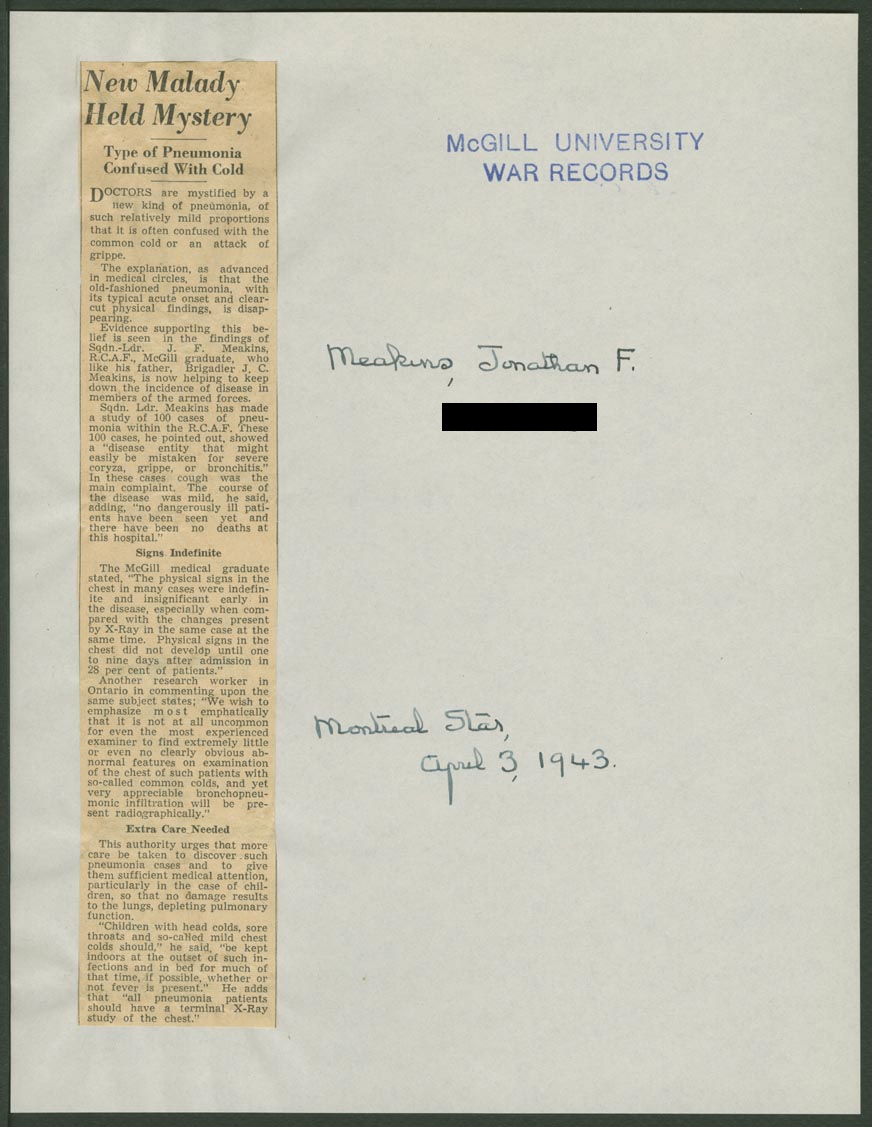 New Malady
Held Mystery
Type of Pneumonia
Confused With Cold
DOCTORS are mystified by a
new kind of pneumonia, of
such relatively mild proportions
that it is often confused with the
common cold or an attack of
grippe.
The explanation, as advanced
in medical circles, is that the
old-fashioned pneumonia, with
its typical acute onset and clear-
cut physical findings, is disap-
pearing.
Evidence supporting this be-
lief is seen in the findings of
Sqdn.-Ldr. J. F. Meakins,
R.C.A.F., McGill graduate, who
like his father, Brigadier J. C.
Meakins, is now helping to keep
down the incidence of disease in
members of the armed forces.
Sqdn. Ldr. Meakins has made
a study of 100 cases of pneu-
monia within the R.C.A.F. These
100 cases, he pointed out, showed
a "disease entity that might
easily be mistaken for severe
coryza, grippe, or bronchitis."
In these cases cough was the
main complaint. The course of
the disease was mild, he said,
adding, "no dangerously ill pati-
ents have been seen yet and
there have been no deaths at
this hospital."
Signs Indefinite
The McGill medical graduate
stated, "The physical signs in the
chest in many cases were indefin-
ite and insignificant early in
the disease, especially when com-
pared with the changes present
by X-Ray in the same case at the
same time. Physical signs in the
chest did not develop until one
to nine days after admission in
28 per cent of patients."
Another research worker in
Ontario in commenting upon the
same subject states; "We wish to
emphasize most emphatically
that it is not at all uncommon
for even the most experienced
examiner to find extremely little
or even no clearly obvious ab-
normal features on examination
of the chest of such patients with
so-called common colds, and yet
very appreciable bronchopneu-
monic infiltration will be pre-
sent radiographically."
Extra Care Needed
This authority urges that more
care be taken to discover such
pneumonia cases and to give
them sufficient medical attention,
particularly in the case of chil-
dren, so that no damage results
to the lungs, depleting pulmonary
function.
"Children with head colds, sore
throats and so-called mild chest
colds should," he said, "be kept
indoors at the outset of such in-
fections and in bed for much of
that time, if possible, whether or
not fever is present." He adds
that "all pneumonia patients
should have a terminal X-Ray
study of the chest."
McGILL UNIVERSITY
WAR RECORDS
Meakins, Jonathan F.
Montreal Star,
April 3, 1943.